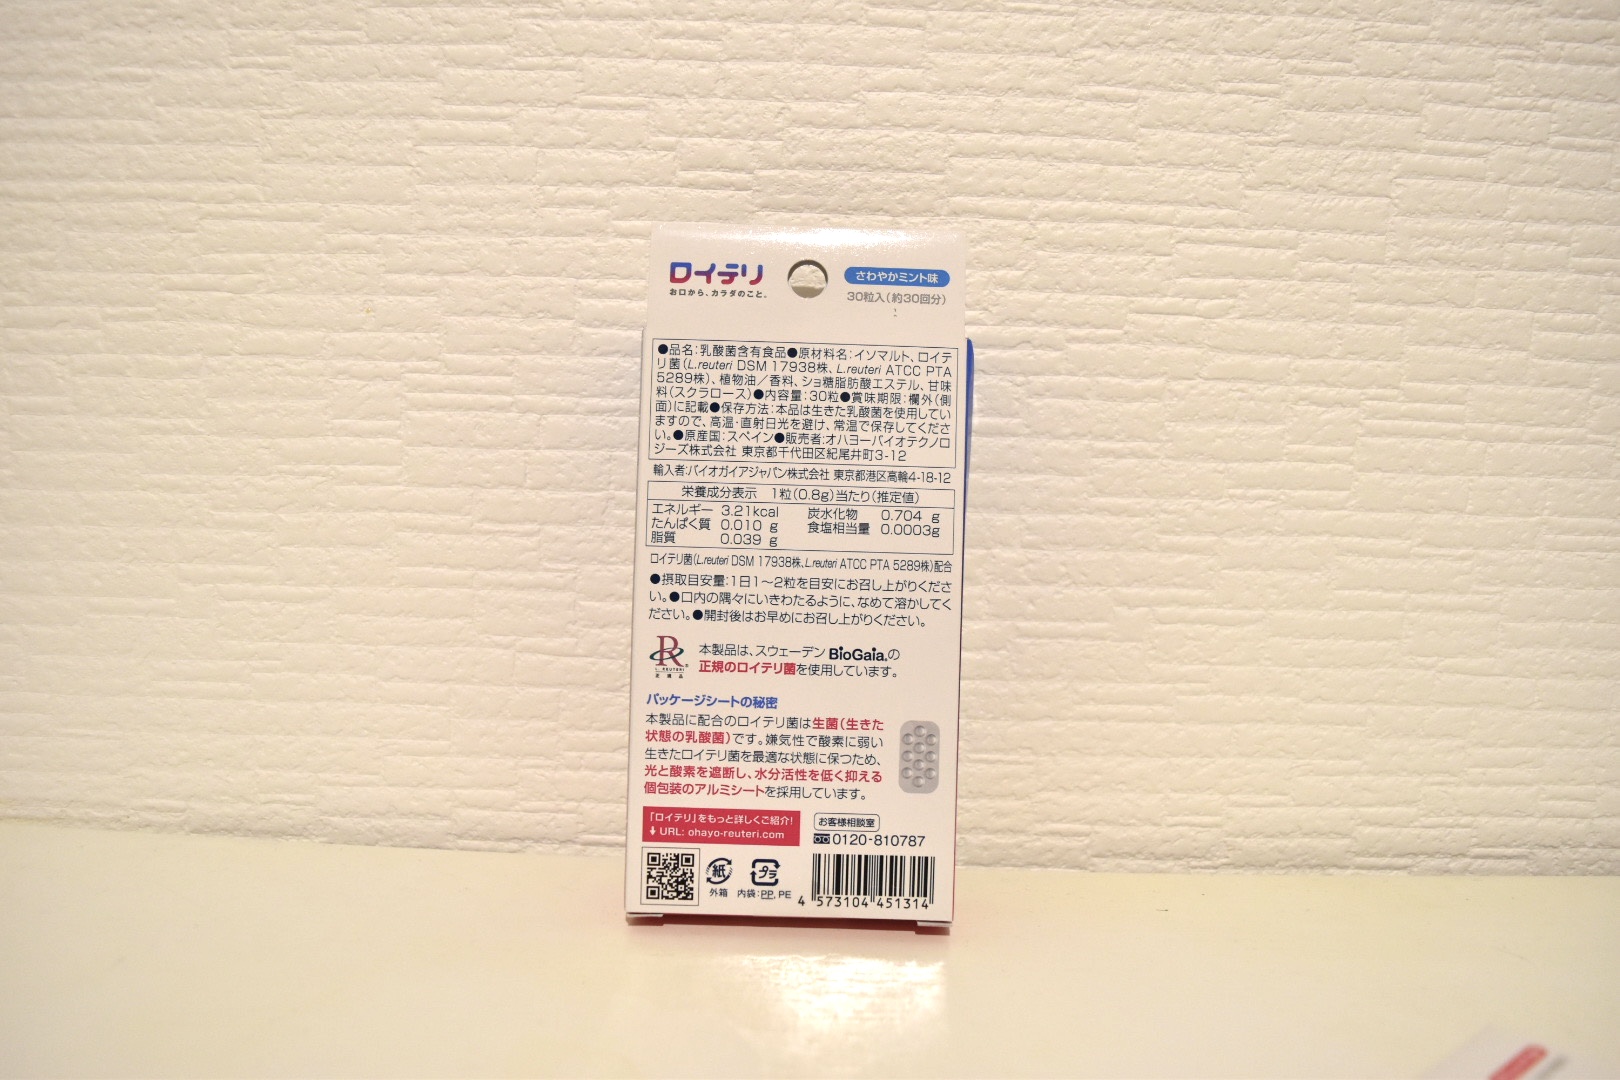 ロイテリ
お口から、カラダのこと。
さわやかミント味
30粒入(約30回分)
●品名:乳酸菌含有食品●原材料名:イソマルト、ロイテ
リ菌(L.reuteri DSM 17938株、L.reuteri ATCC PTA
5289株)、植物油/香料、ショ糖脂肪酸エステル、甘味
料(スクラロース)●内容量:30粒●賞味期限:欄外(側
面)に記載●保存方法:本品は生きた乳酸菌を使用してい
ますので、高温・直射日光を避け、常温で保存してくださ
い。●原産国:スペイン●販売者:オハヨーバイオテクノロ
ジーズ株式会社 東京都千代田区紀尾井町3-12
輸入者:バイオガイアジャパン株式会社 東京都港区高輪4-18-12
栄養成分表示 1粒(0.8g)当たり(推定値)
エネルギー 3.21kcal 炭水化物 0.704 g
たんぱく質 0.010 g 食塩相当量 0.0003g
脂質 0.039 g
ロイテリ菌(L.reuteri DSM 17938株、L.reuteri ATCC PTA 5289株)配合
●摂取目安量:1日1～2粒を目安にお召し上がりくださ
い。●口内の隅々にいきわたるように、なめて溶かしてく
ださい。●開封後はお早めにお召し上がりください。
R
L. REUTERI
正規品
本製品は、スウェーデン BioGaia.の
正規のロイテリ菌を使用しています。
パッケージシートの秘密
本製品に配合のロイテリ菌は生菌(生きた
状態の乳酸菌)です。嫌気性で酸素に弱い
生きたロイテリ菌を最適な状態に保つため、
光と酸素を遮断し、水分活性を低く抑える
個包装のアルミシートを採用しています。
「ロイテリ」をもっと詳しくご紹介!
↓URL: ohayo-reuteri.com
お客様相談室
0120-810787
紙
外箱
プラ
内袋:PP, PE
4 573104 451314